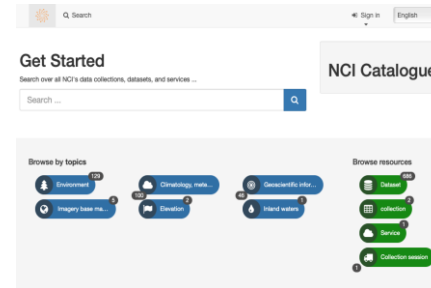 Search
Sign in
English
Get Started
Search over all NCI's data collections, datasets, and services ...
Search ...
NCI Catalogue
Browse by topics
129
Environment
Climatology, mete...
Geoscientific infor...
5
102
2
46
1
Imagery base ma...
Elevation
Inland waters
Browse resources
686
Dataset
2
collection
1
Service
Collection session
1